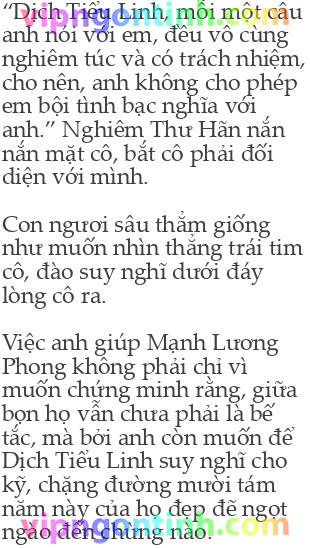 “Dịch Tiểu Linh, mỗi một câu
anh nói với em, đều vô cùng
nghiêm túc và có trách nhiệm,
cho nên, anh không cho phép
em bội tình bạc nghĩa với
anh.” Nghiêm Thư Hãn nắn
nắn mặt cô, bắt cô phải đối
diện với mình.
Con ngươi sâu thẳm giống
như muốn nhìn thẳng trái tim
cô, đào suy nghĩ dưới đáy
lòng cô ra.
Việc anh giúp Mạnh Lương
Phong không phải chỉ vì
muốn chứng minh rằng, giữa
bọn họ vẫn chưa phải là bế
tắc, mà bởi anh còn muốn để
Dịch Tiểu Linh suy nghĩ cho
kỹ, chặng đường mười tám
năm này của họ đẹp đẽ ngọt
ngào đến chừng nào.
vipngontinh.com
vipngontinh.com